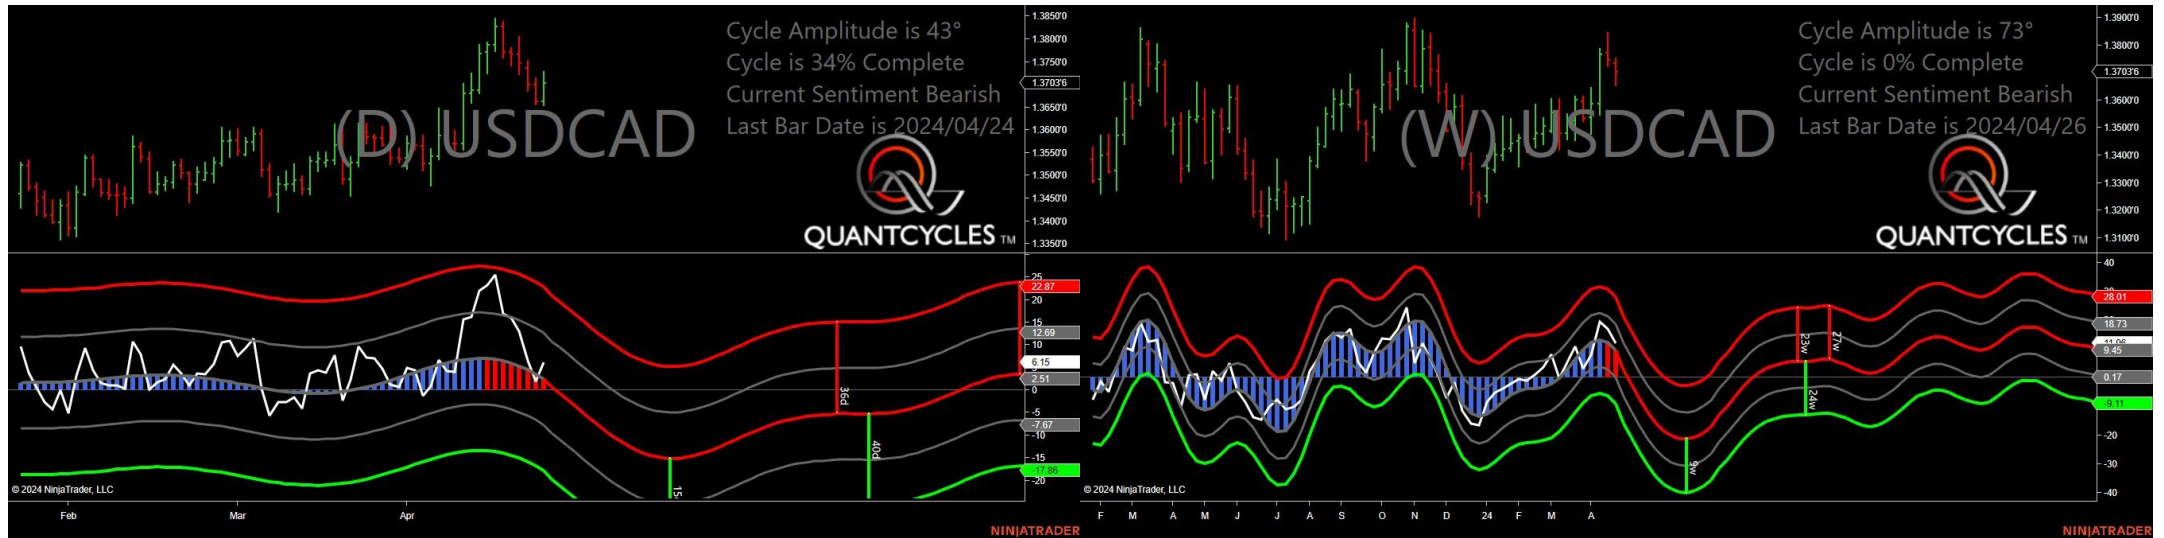 Cycle Amplitude is 43°
Cycle is 34% Complete
Current Sentiment Bearish
Last Bar Date is 2024/04/24
(D) USDCAD
QUANTCYCLES TM
1.3850'0
1.3800'0
1.3750'0
1.3703'6
1.3650'0
1.3600'0
1.3550'0
1.3500'0
1.3450'0
1.3400'0
1.3350'0
25
22.87
20
15
12.69
10
6.15
2.51
0
-5
-7.67
-10
-15
-17.86
-20
36d
40d
15
© 2024 NinjaTrader, LLC
Feb
Mar
Apr
NINJATRADER
Cycle Amplitude is 73°
Cycle is 0% Complete
Current Sentiment Bearish
Last Bar Date is 2024/04/26
(W) USDCAD
QUANTCYCLES TM
1.3900'0
1.3800'0
1.3703'6
1.3600'0
1.3500'0
1.3400'0
1.3300'0
1.3200'0
1.3100'0
40
28.01
18.73
9.45
0.17
-9.11
-20
-30
-40
23w
27w
24w
9w
© 2024 NinjaTrader, LLC
F M A M J J A S O N D 24 F M A
NINJATRADER